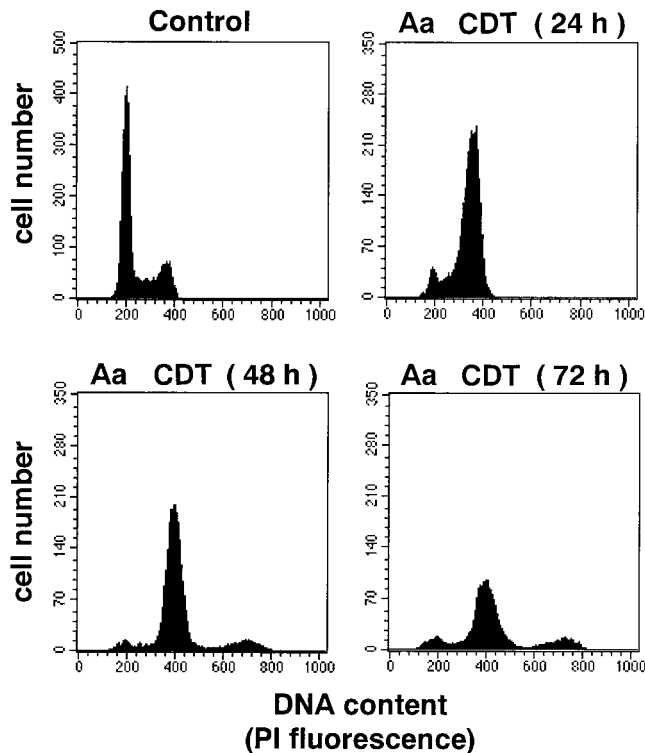 Control
Aa CDT ( 24 h )
cell number
500
400
300
200
100
0
0 200 400 600 800 1000
350
280
210
140
70
0
0 200 400 600 800 1000
Aa CDT ( 48 h )
Aa CDT ( 72 h )
cell number
350
280
210
140
70
0
0 200 400 600 800 1000
350
280
210
140
70
0
0 200 400 600 800 1000
DNA content
(PI fluorescence)